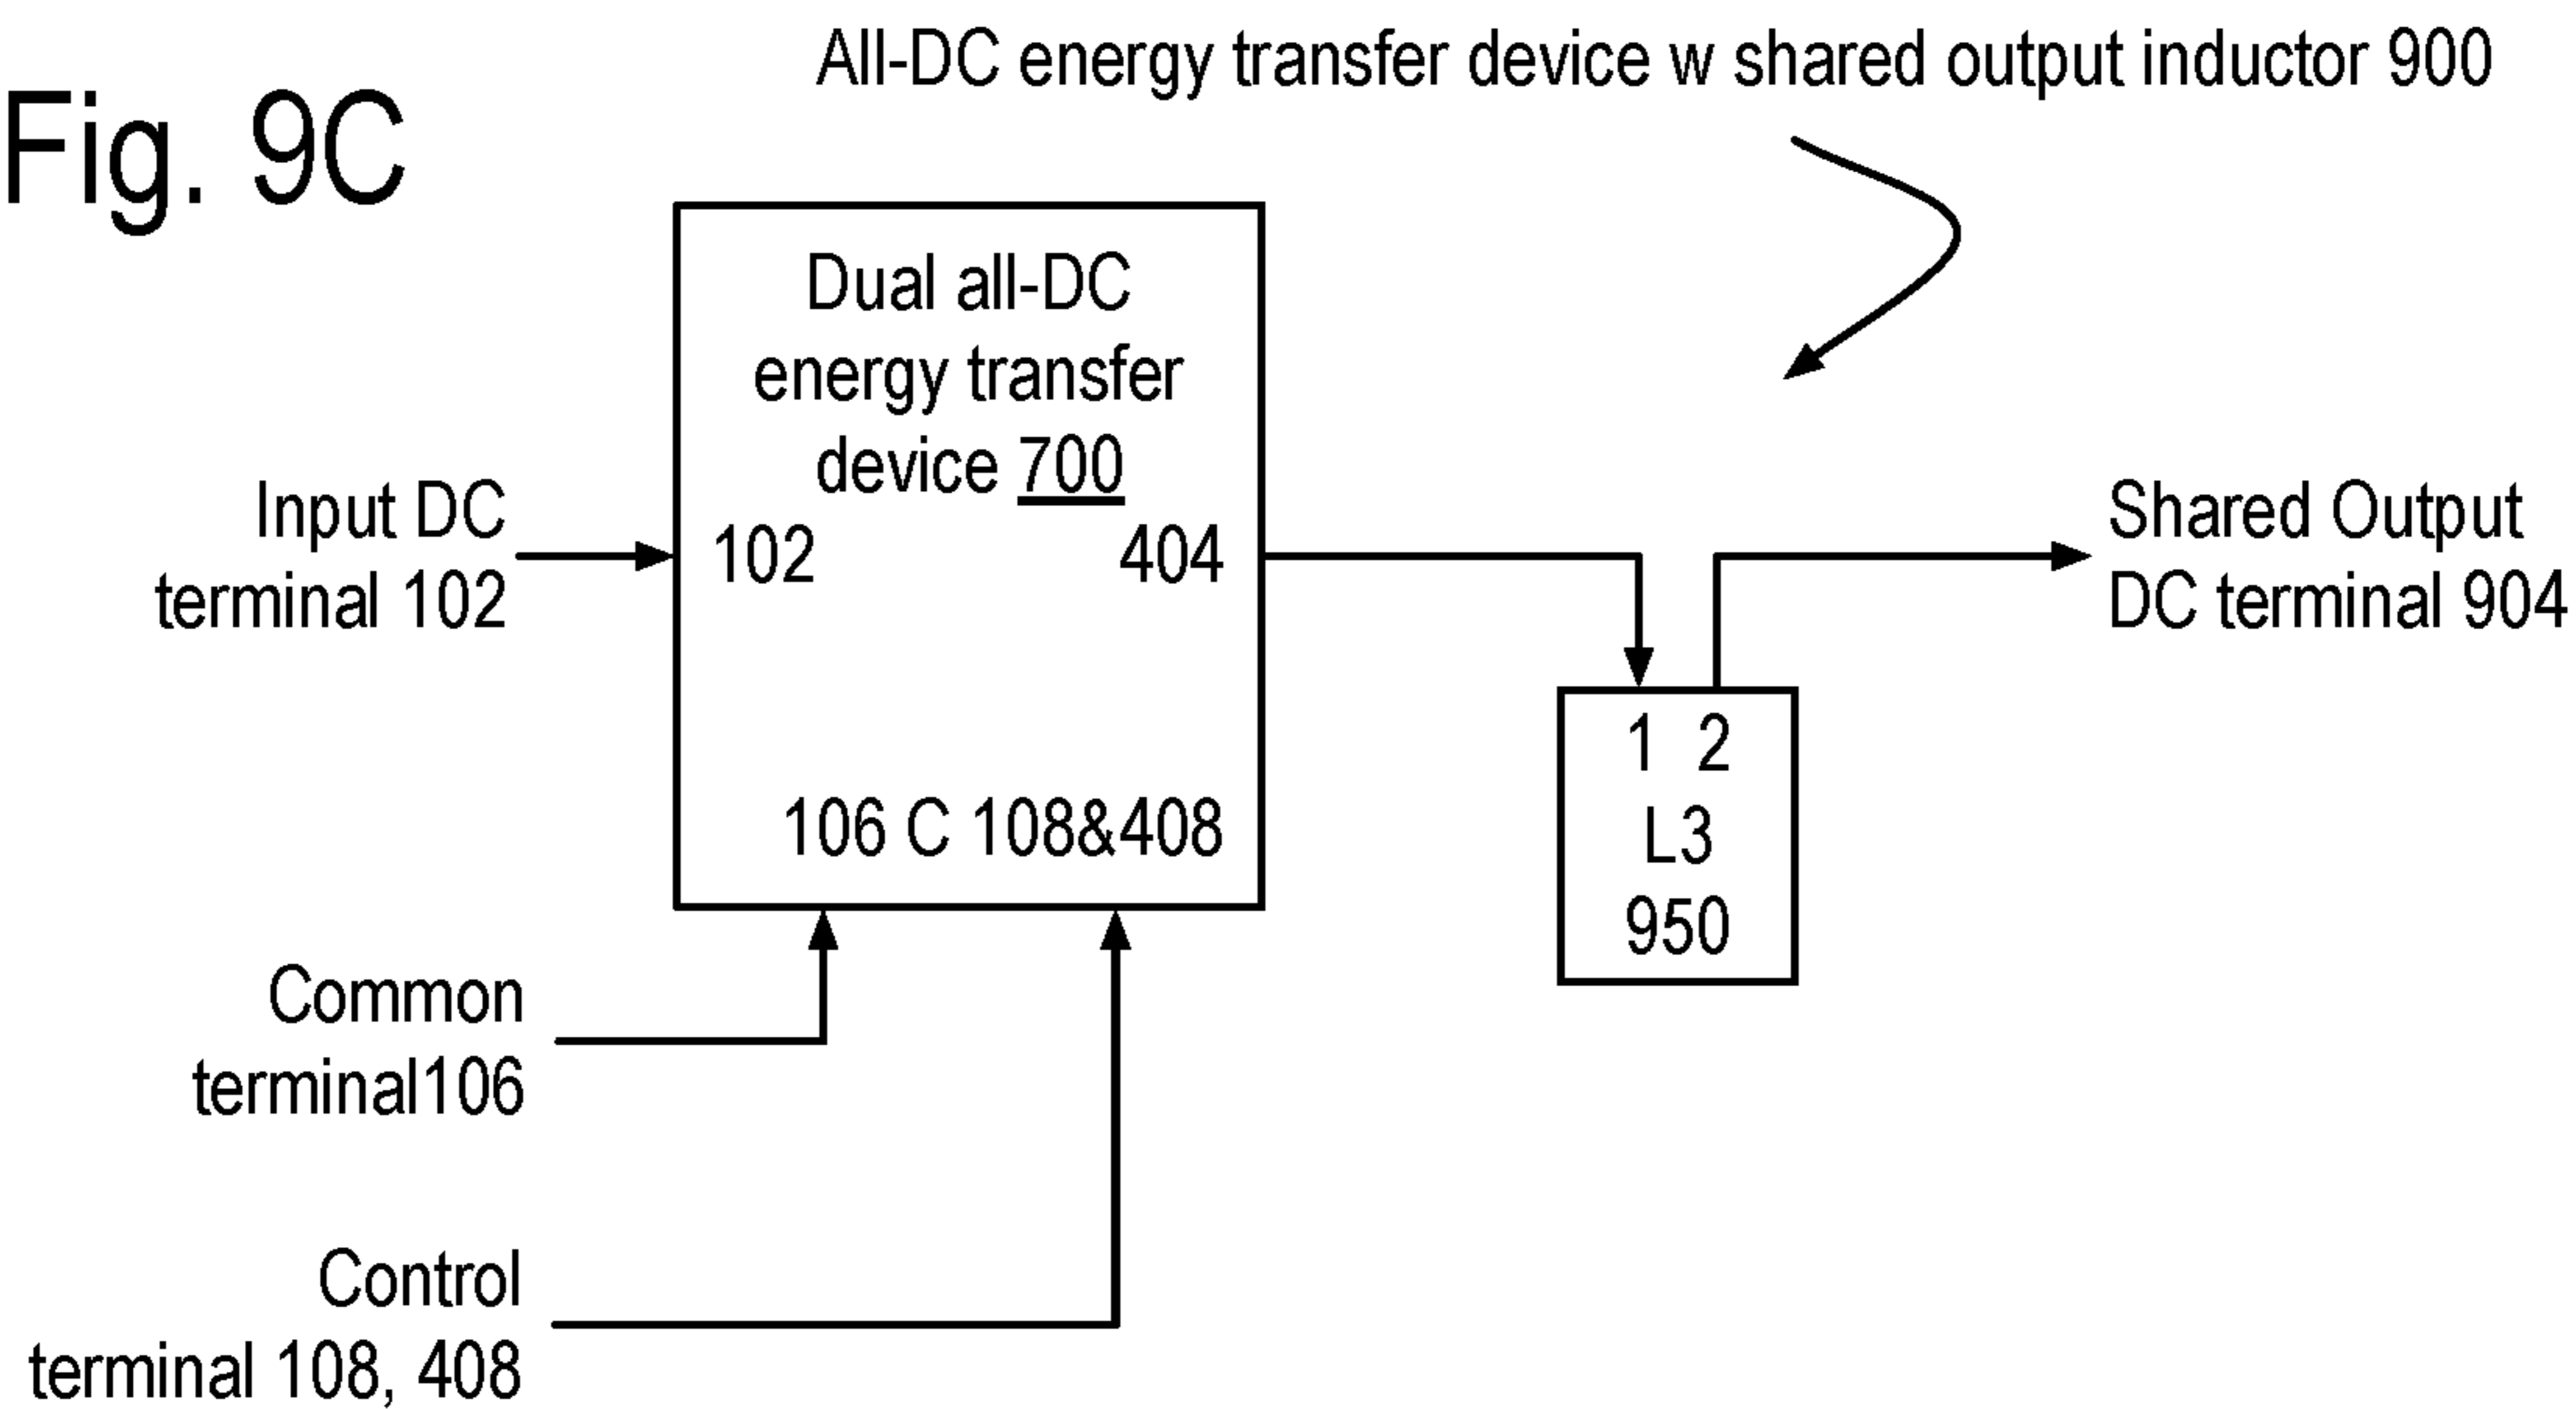 All-DC energy transfer device w shared output inductor 900
Fig. 9C
Dual all-DC
energy transfer
device 700
Input DC
terminal 102
102 404
Shared Output
DC terminal 904
1 2
L3
950
106 C 108&408
Common
terminal106
Control
terminal 108, 408